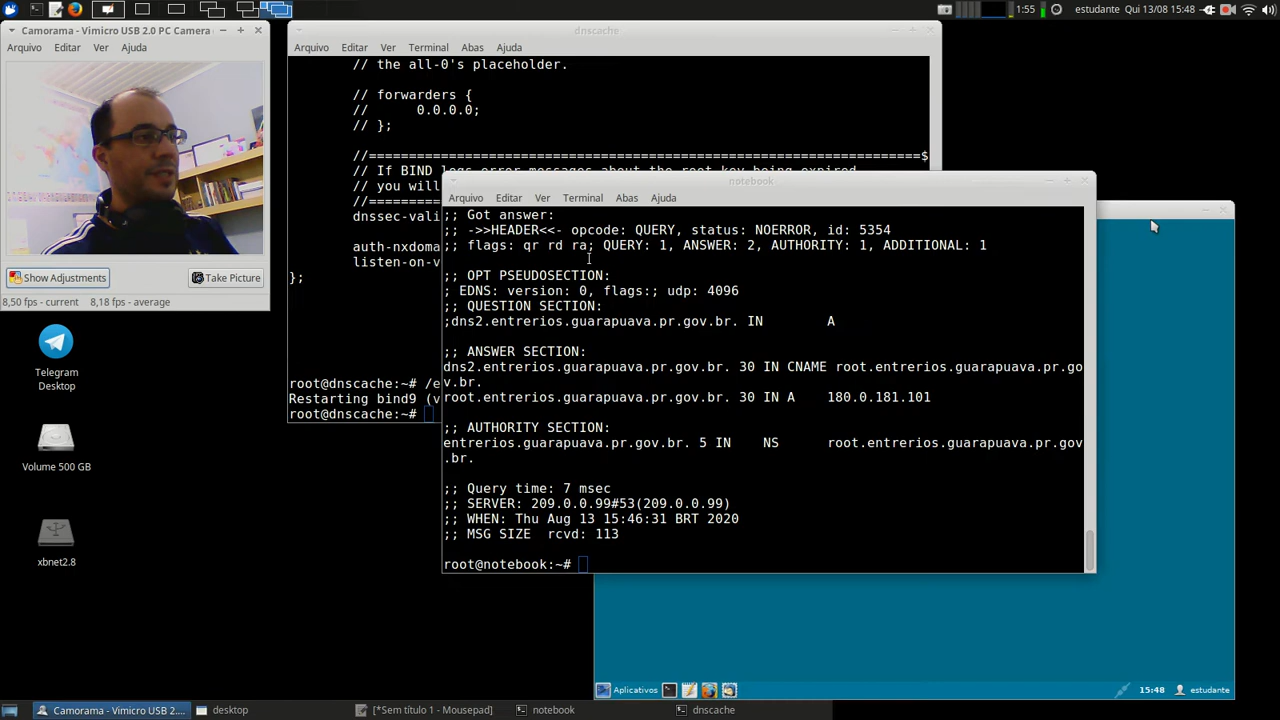 1:55
estudante
Qui 13/08 15:48
Camorama - Vimicro USB 2.0 PC Camera
Arquivo Editar Ver Ajuda
Show Adjustments
Take Picture
8,50 fps - current 8,18 fps - average
Telegram
Desktop
Volume 500 GB
xbnet2.8
dnscache
Arquivo Editar Ver Terminal Abas Ajuda
// the all-0's placeholder.
// forwarders {
// 0.0.0.0;
// };
//=====================================================================$
// If BIND logs error messages about the root key being expired,
// you will
//=====================
dnssec-vali
auth-nxdoma
listen-on-v
};
root@dnscache:~# /e
Restarting bind9 (v
root@dnscache:~#
notebook
Arquivo Editar Ver Terminal Abas Ajuda
;; Got answer:
;; ->>HEADER<<- opcode: QUERY, status: NOERROR, id: 5354
;; flags: qr rd ra; QUERY: 1, ANSWER: 2, AUTHORITY: 1, ADDITIONAL: 1
;; OPT PSEUDOSECTION:
; EDNS: version: 0, flags:; udp: 4096
;; QUESTION SECTION:
;dns2.entrerios.guarapuava.pr.gov.br. IN A
;; ANSWER SECTION:
dns2.entrerios.guarapuava.pr.gov.br. 30 IN CNAME root.entrerios.guarapuava.pr.go
v.br.
root.entrerios.guarapuava.pr.gov.br. 30 IN A 180.0.181.101
;; AUTHORITY SECTION:
entrerios.guarapuava.pr.gov.br. 5 IN NS root.entrerios.guarapuava.pr.gov
.br.
;; Query time: 7 msec
;; SERVER: 209.0.0.99#53(209.0.0.99)
;; WHEN: Thu Aug 13 15:46:31 BRT 2020
;; MSG SIZE rcvd: 113
root@notebook:~#
Aplicativos
15:48
estudante
Camorama - Vimicro USB 2....
desktop
[*Sem título 1 - Mousepad]
notebook
dnscache